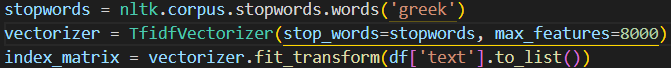 stopwords = nltk.corpus.stopwords.words('greek')
vectorizer = TfidfVectorizer(stop_words=stopwords, max_features=8000)
index_matrix = vectorizer.fit_transform(df['text'].to_list())